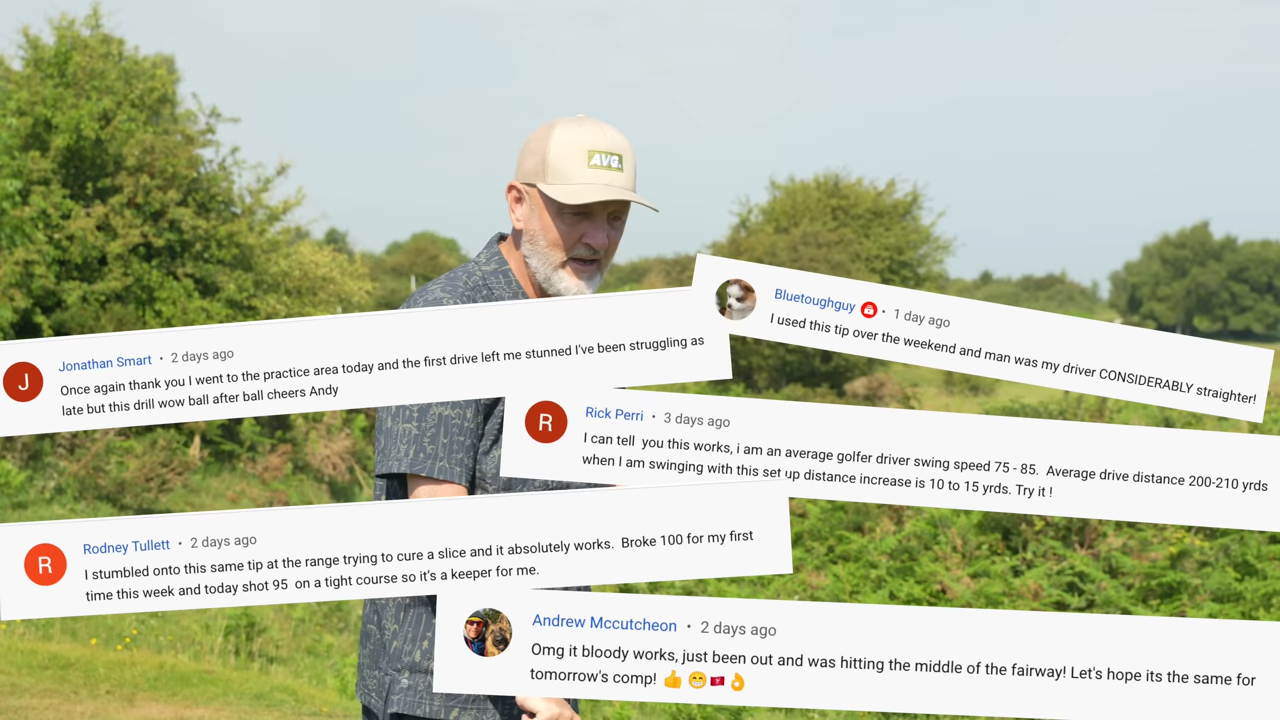 AVG.
Bluetoughguy • 1 day ago
I used this tip over the weekend and man was my driver CONSIDERABLY straighter!
Jonathan Smart • 2 days ago
Once again thank you I went to the practice area today and the first drive left me stunned I've been struggling as
late but this drill wow ball after ball cheers Andy
Rick Perri • 3 days ago
I can tell you this works, i am an average golfer driver swing speed 75 - 85. Average drive distance 200-210 yrds
when I am swinging with this set up distance increase is 10 to 15 yrds. Try it !
Rodney Tullett • 2 days ago
I stumbled onto this same tip at the range trying to cure a slice and it absolutely works. Broke 100 for my first
time this week and today shot 95 on a tight course so it's a keeper for me.
Andrew Mccutcheon • 2 days ago
Omg it bloody works, just been out and was hitting the middle of the fairway! Let's hope its the same for
tomorrow's comp! 👍 😁 👌
J
R
R